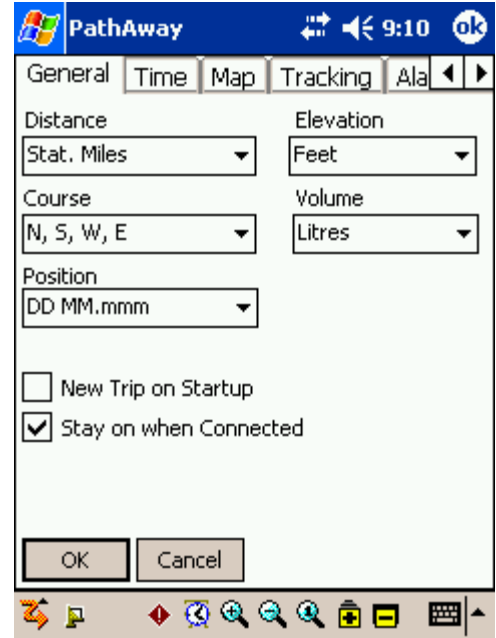 PathAway 9:10 ok
General Time Map Tracking Ala
Distance Elevation
Stat. Miles Feet
Course Volume
N, S, W, E Litres
Position
DD MM.mmm
New Trip on Startup
Stay on when Connected
OK Cancel